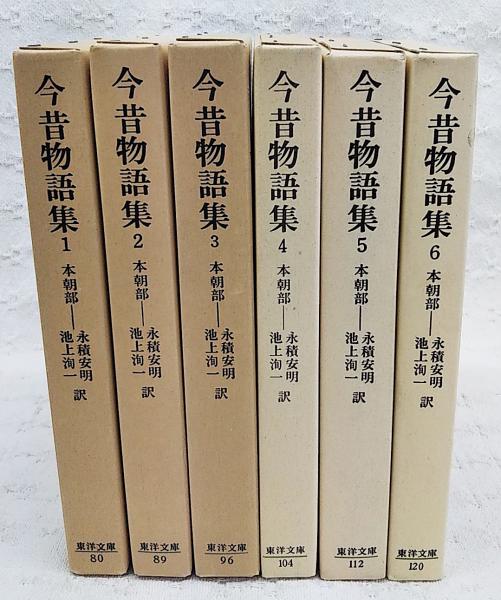 今昔物語集 1 本朝部―永積安明
池上洵一 訳
東洋文庫
80
今昔物語集 2 本朝部―永積安明
池上洵一 訳
東洋文庫
89
今昔物語集 3 本朝部―永積安明
池上洵一 訳
東洋文庫
96
今昔物語集 4 本朝部―永積安明
池上洵一 訳
東洋文庫
104
今昔物語集 5 本朝部―永積安明
池上洵一 訳
東洋文庫
112
今昔物語集 6 本朝部―永積安明
池上洵一 訳
東洋文庫
120